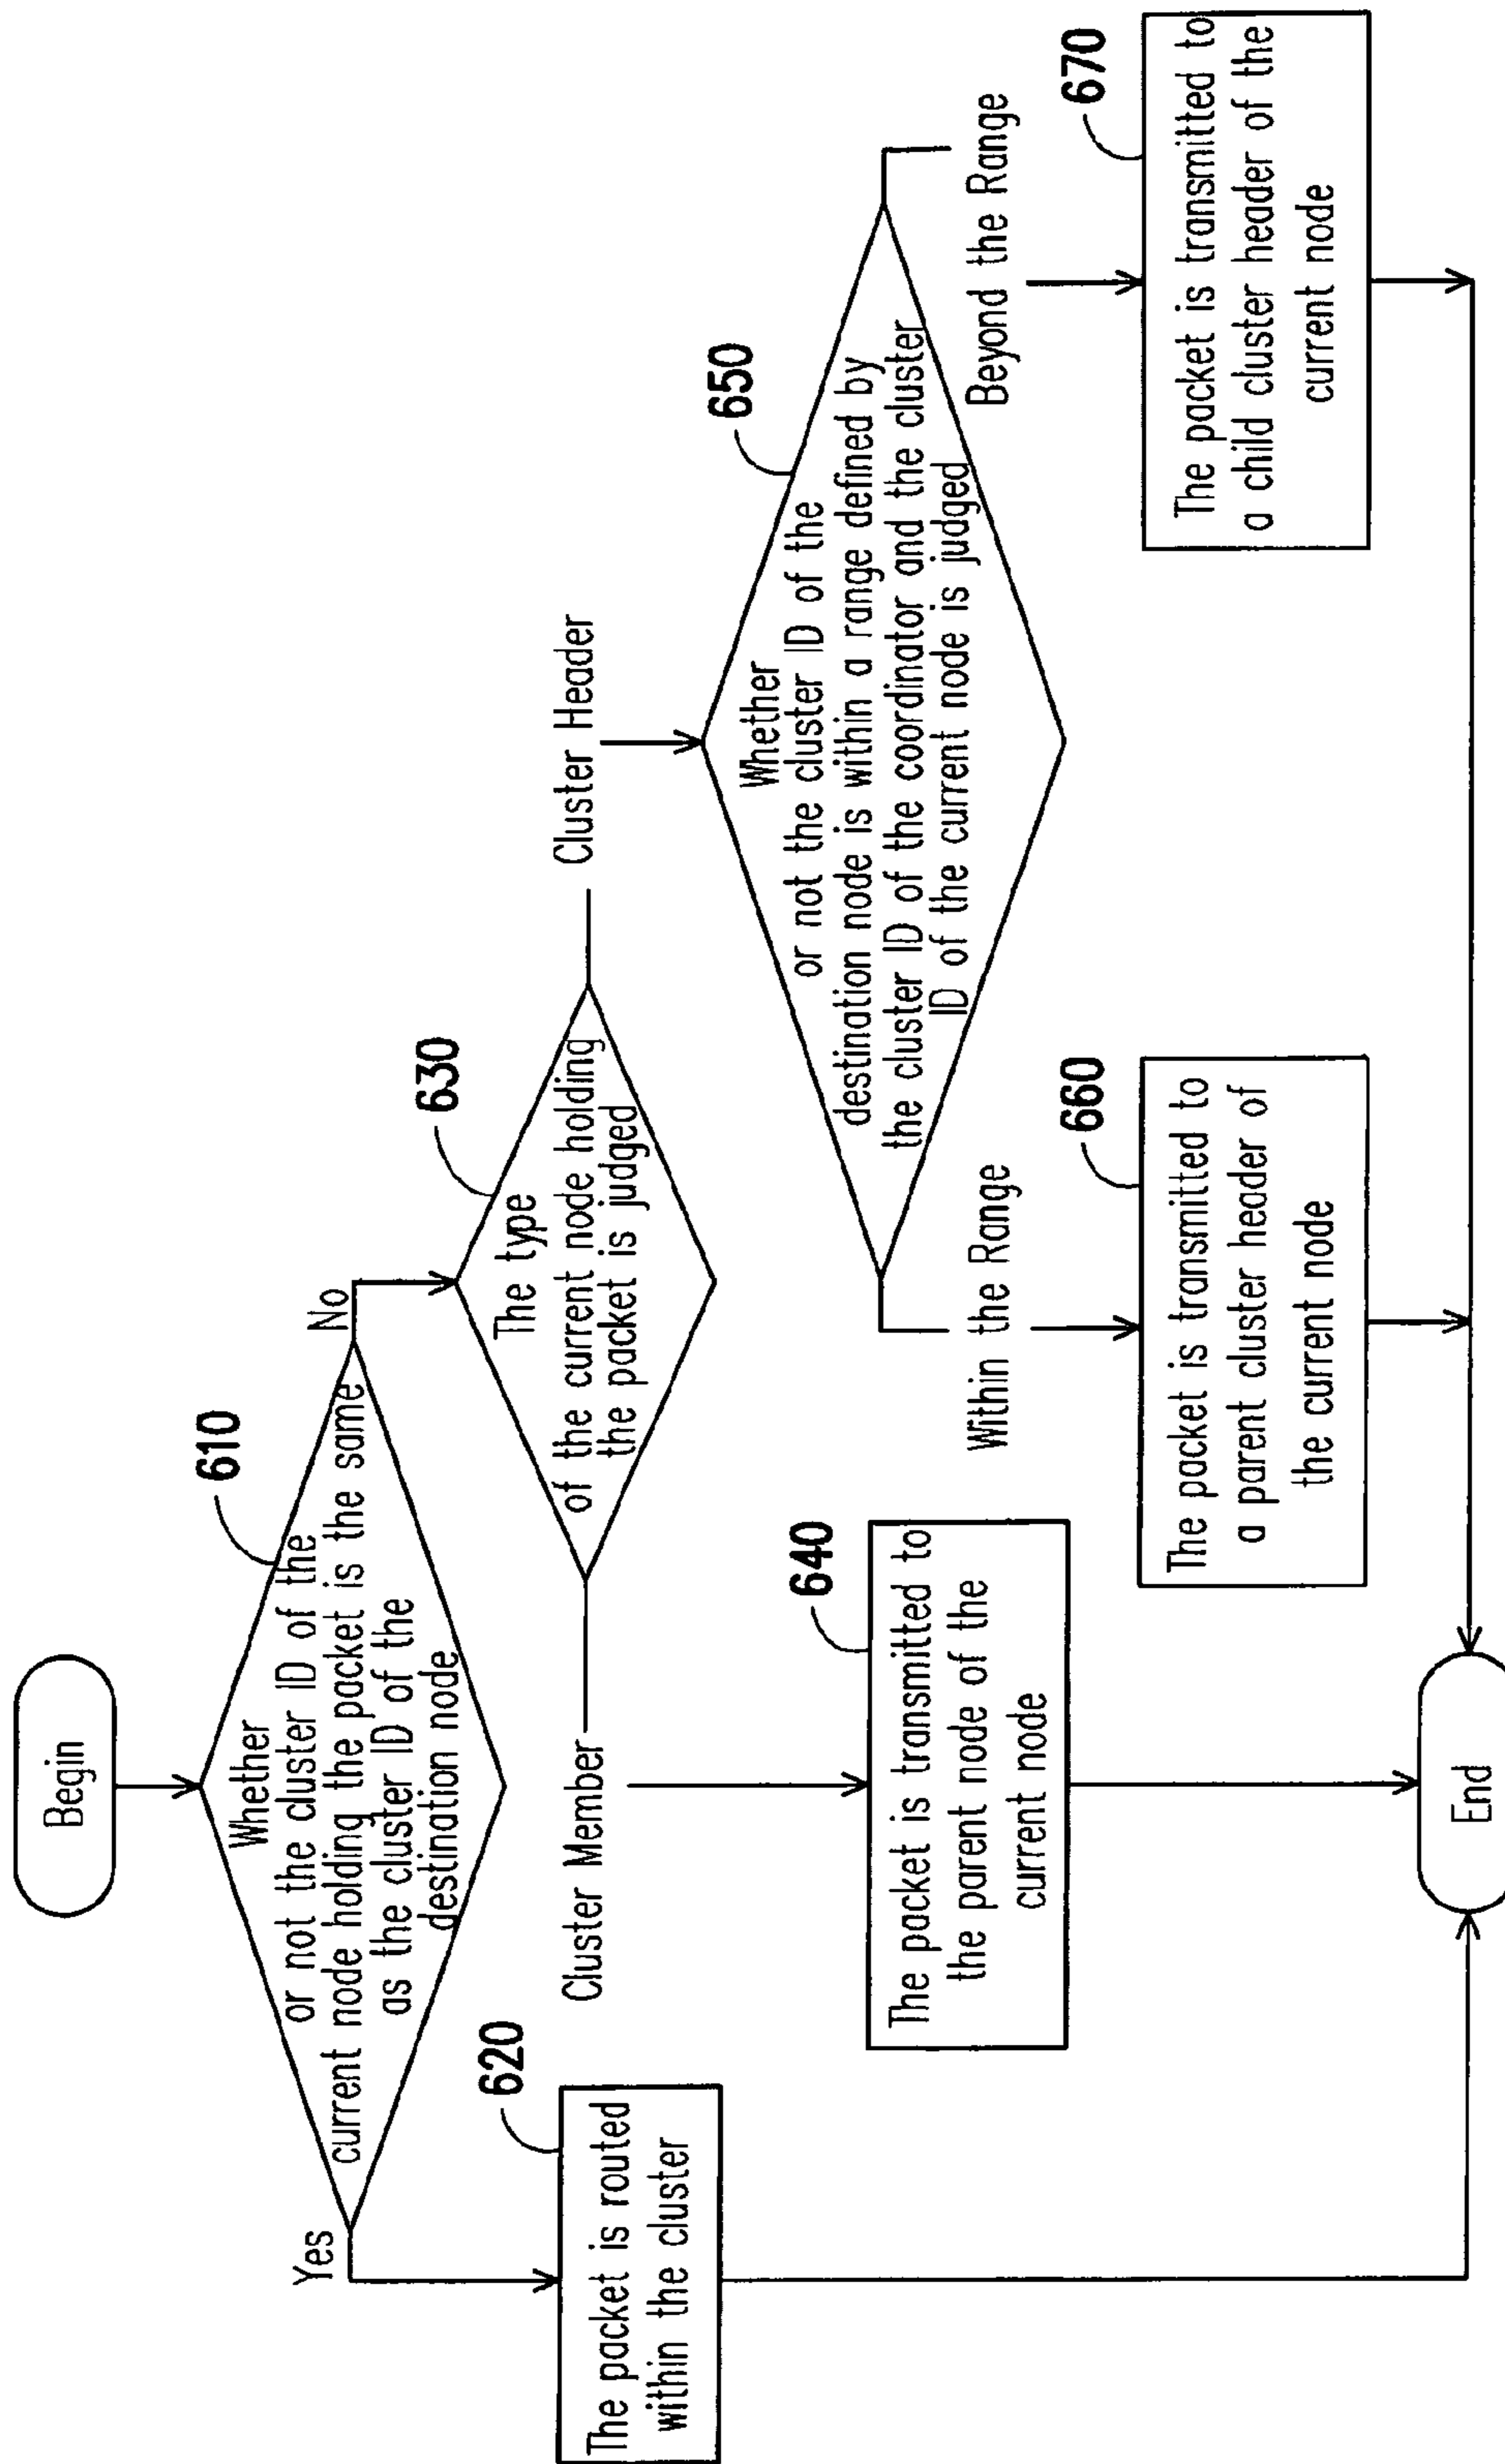 Begin
610
Whether
or not the cluster ID of the
current node holding the packet is the same
as the cluster ID of the
destination node
Yes
No
620
The packet is routed
within the cluster
630
The type
of the current node holding
the packet is judged
Cluster Member
Cluster Header
640
The packet is transmitted to
the parent node of the
current node
650
Whether
or not the cluster ID of the
destination node is within a range defined by
the cluster ID of the coordinator and the cluster
ID of the current node is judged
Within the Range
Beyond the Range
660
The packet is transmitted to
a parent cluster header of
the current node
670
The packet is transmitted to
a child cluster header of the
current node
End